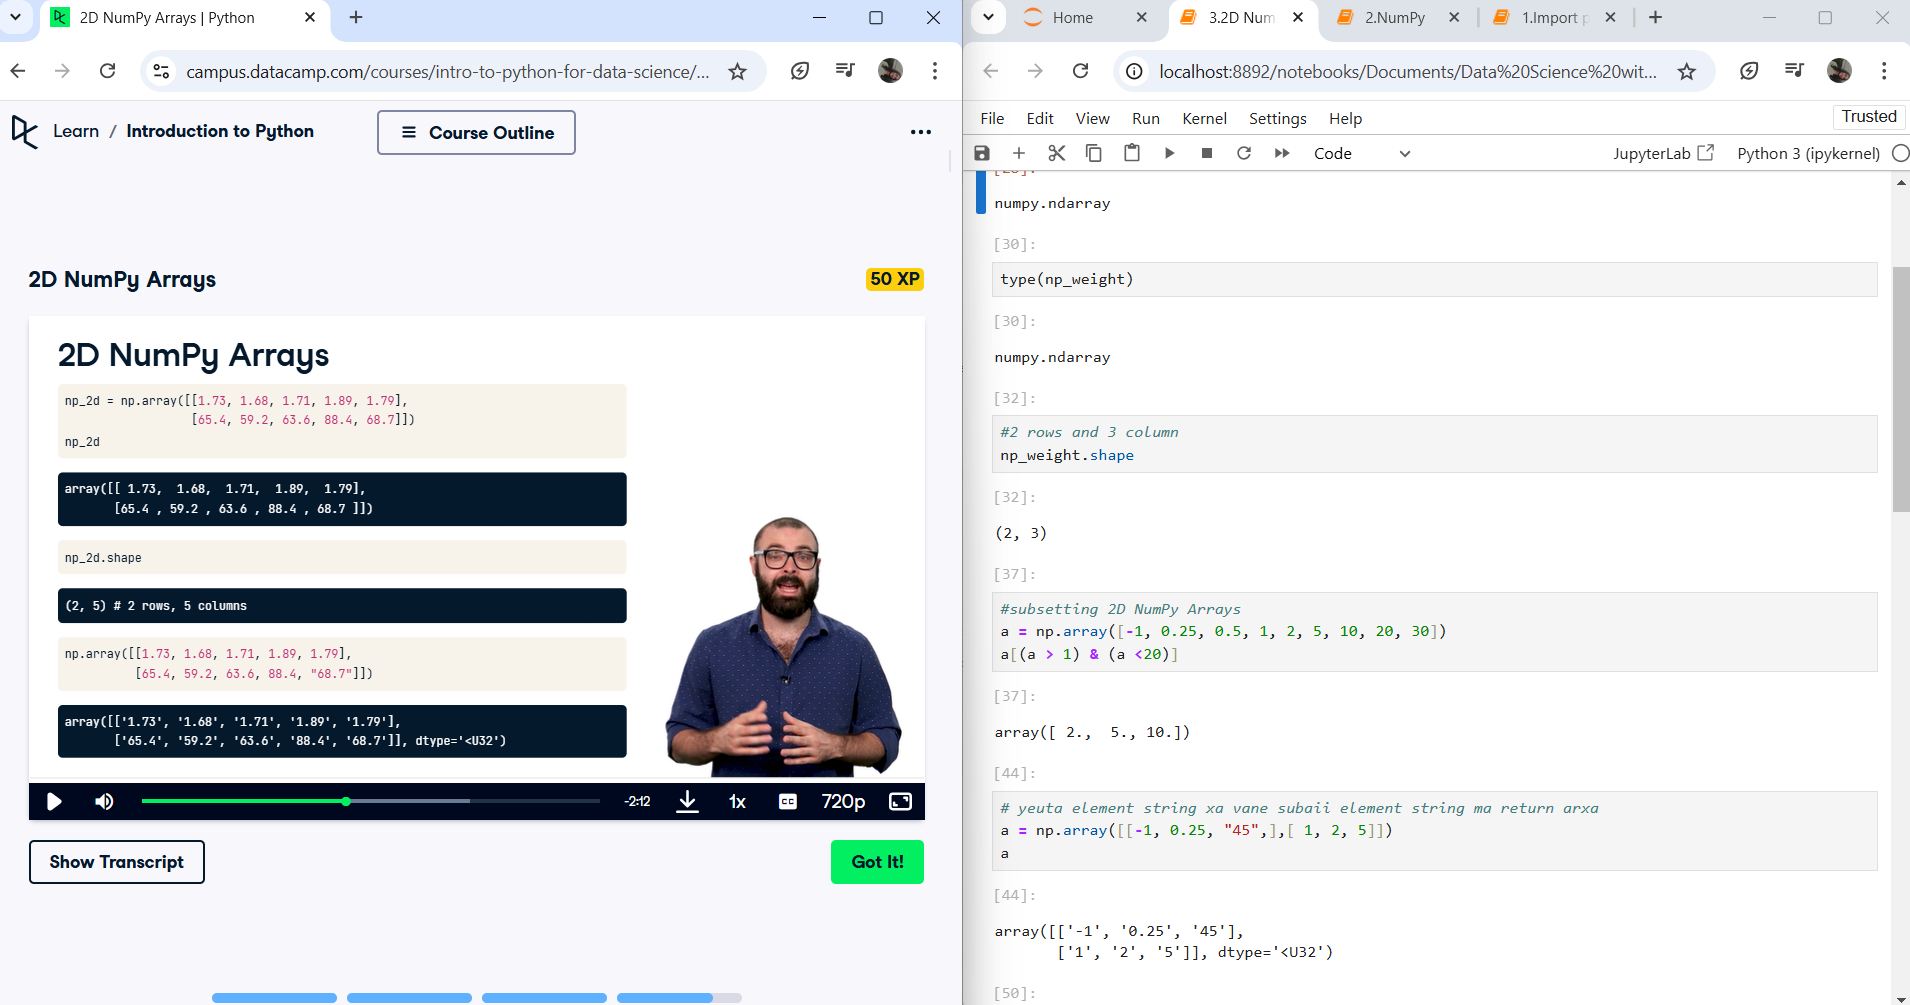 2D NumPy Arrays | Python
campus.datacamp.com/courses/intro-to-python-for-data-science/...
Learn / Introduction to Python
Course Outline
2D NumPy Arrays
50 XP
2D NumPy Arrays
np_2d = np.array([[1.73, 1.68, 1.71, 1.89, 1.79],
                 [65.4, 59.2, 63.6, 88.4, 68.7]])
np_2d
array([[ 1.73,  1.68,  1.71,  1.89,  1.79],
       [65.4 , 59.2 , 63.6 , 88.4 , 68.7 ]])
np_2d.shape
(2, 5) # 2 rows, 5 columns
np.array([[1.73, 1.68, 1.71, 1.89, 1.79],
          [65.4, 59.2, 63.6, 88.4, "68.7"]])
array([['1.73', '1.68', '1.71', '1.89', '1.79'],
       ['65.4', '59.2', '63.6', '88.4', '68.7']], dtype='<U32')
-2:12
1x
CC
720p
Show Transcript
Got It!
Home
3.2D Num
2.NumPy
1.Import p
localhost:8892/notebooks/Documents/Data%20Science%20wit...
File Edit View Run Kernel Settings Help
Trusted
Code
JupyterLab
Python 3 (ipykernel)
numpy.ndarray
[30]:
type(np_weight)
[30]:
numpy.ndarray
[32]:
#2 rows and 3 column
np_weight.shape
[32]:
(2, 3)
[37]:
#subsetting 2D NumPy Arrays
a = np.array([-1, 0.25, 0.5, 1, 2, 5, 10, 20, 30])
a[(a > 1) & (a <20)]
[37]:
array([ 2.,  5., 10.])
[44]:
# yeuta element string xa vane subaii element string ma return arxa
a = np.array([[-1, 0.25, "45",],[ 1, 2, 5]])
a
[44]:
array([['-1', '0.25', '45'],
       ['1', '2', '5']], dtype='<U32')
[50]: